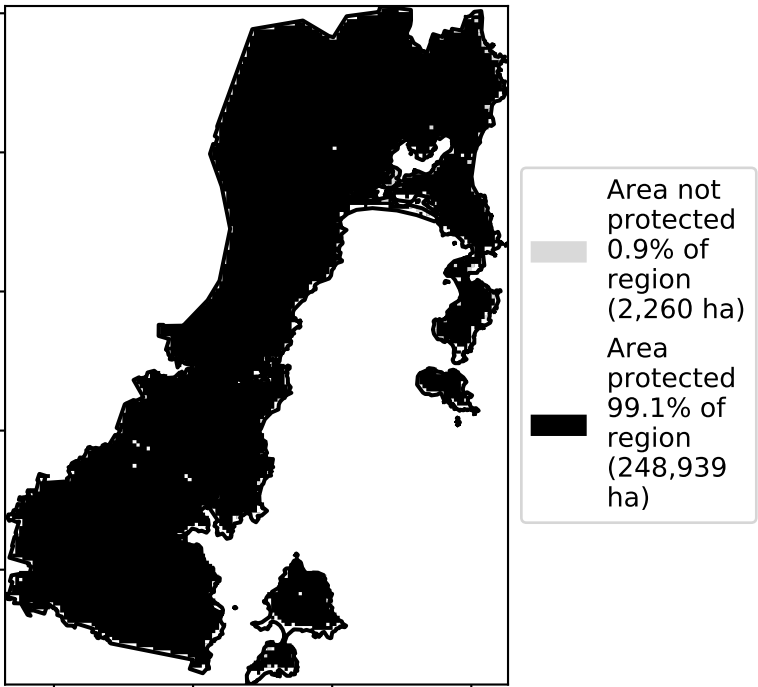 Area not
protected
0.9% of
region
(2,260 ha)
Area
protected
99.1% of
region
(248,939
ha)